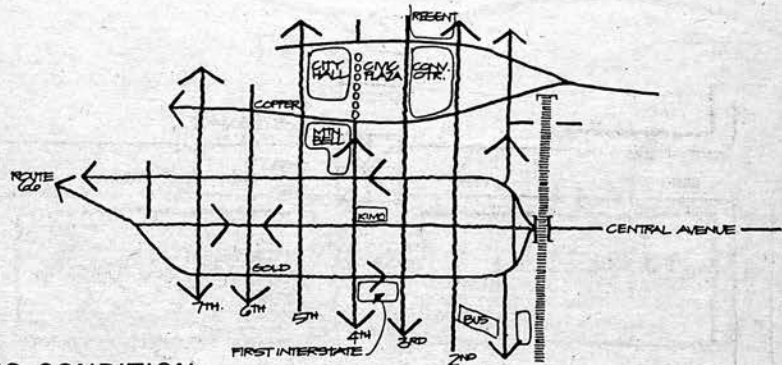 REGENT
CITY HALL
CIVIC PLAZA
CONV. CTR.
COPPER
MTN. BELL
ROUTE 66
KIMO
CENTRAL AVENUE
GOLD
7TH.
6TH
5TH
4TH
3RD
2ND
BUS
FIRST INTERSTATE
CONDITION